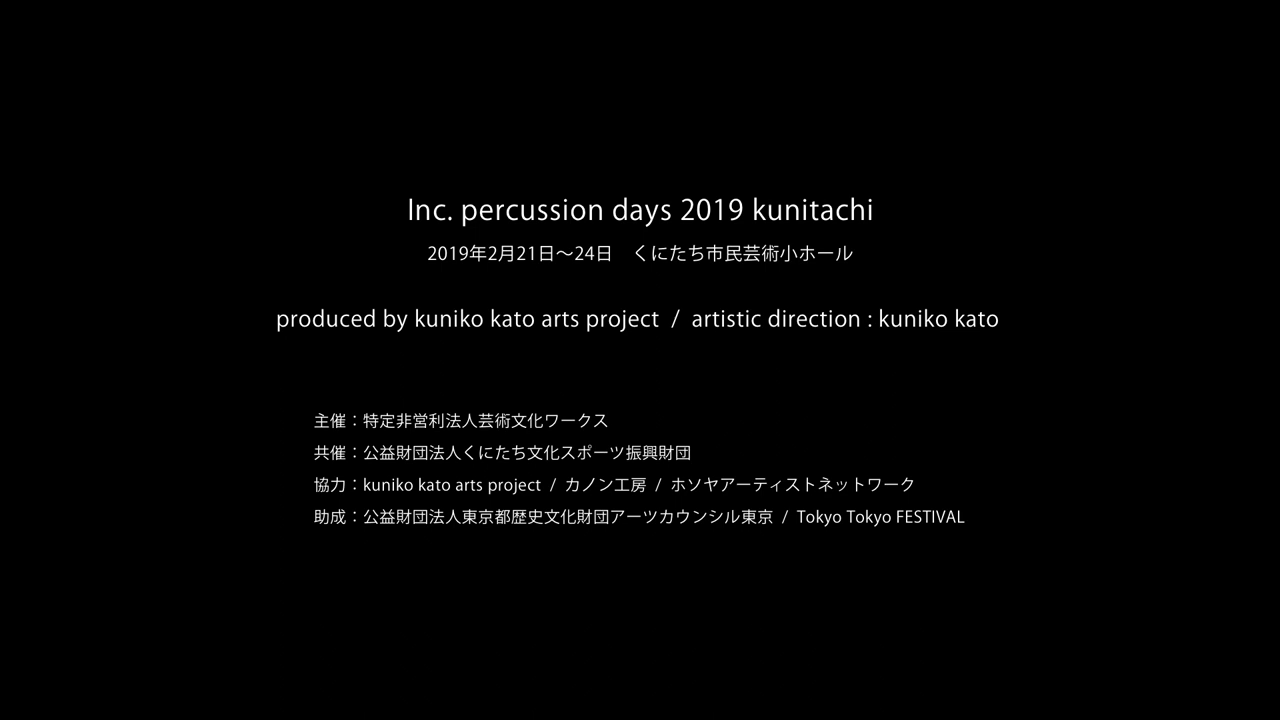 Inc. percussion days 2019 kunitachi
2019年2月21日〜24日　くにたち市民芸術小ホール
produced by kuniko kato arts project / artistic direction : kuniko kato
主催：特定非営利法人芸術文化ワークス
共催：公益財団法人くにたち文化スポーツ振興財団
協力：kuniko kato arts project / カノン工房 / ホソヤアーティストネットワーク
助成：公益財団法人東京都歴史文化財団アーツカウンシル東京 / Tokyo Tokyo FESTIVAL